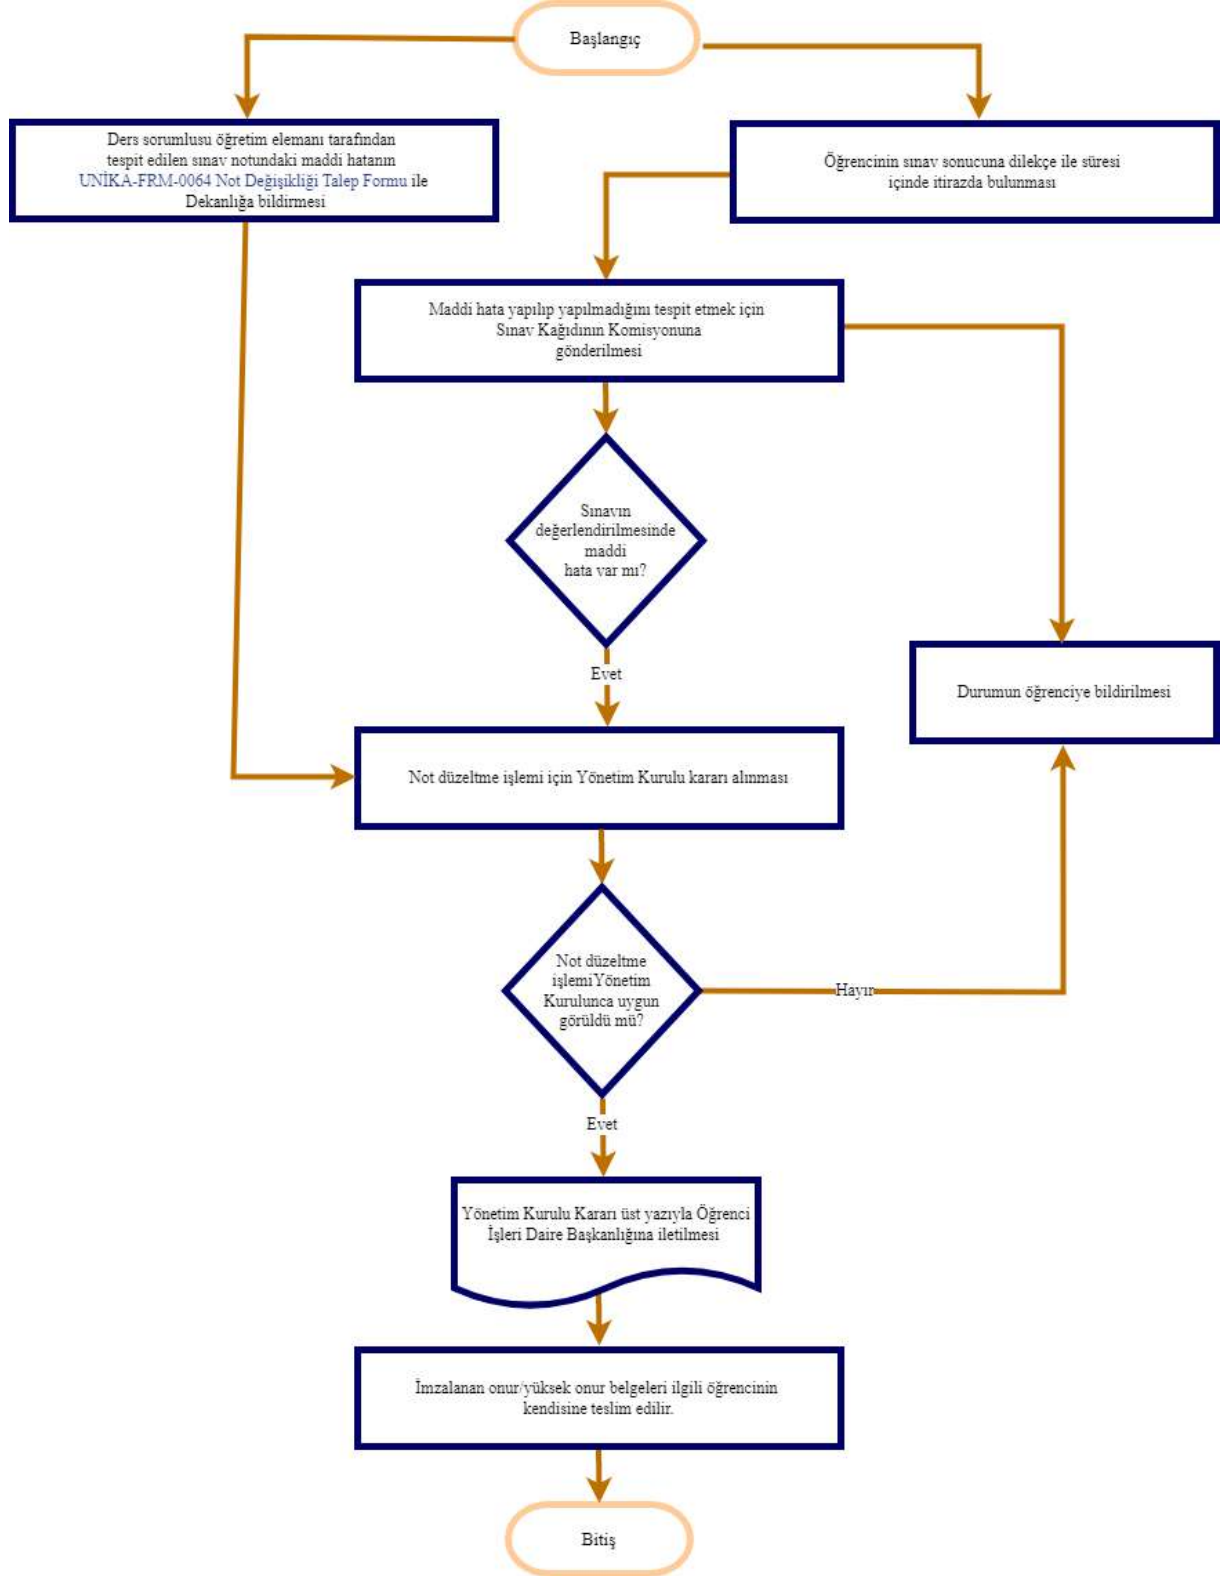 Başlangıç
Ders sorumlusu öğretim elemanı tarafından
tespit edilen sınav notundaki maddi hatanın
UNİKA-FRM-0064 Not Değişikliği Talep Formu ile
Dekanlığa bildirmesi
Öğrencinin sınav sonucuna dilekçe ile süresi
içinde itirazda bulunması
Maddi hata yapılıp yapılmadığını tespit etmek için
Sınav Kağıdının Komisyonuna
gönderilmesi
Sınavın
değerlendirilmesinde
maddi
hata var mı?
Evet
Durumun öğrenciye bildirilmesi
Not düzeltme işlemi için Yönetim Kurulu kararı alınması
Not düzeltme
işlemiYönetim
Kurulunca uygun
görüldü mü?
Hayır
Evet
Yönetim Kurulu Kararı üst yazıyla Öğrenci
İşleri Daire Başkanlığına iletilmesi
İmzalanan onur/yüksek onur belgeleri ilgili öğrencinin
kendisine teslim edilir.
Bitiş